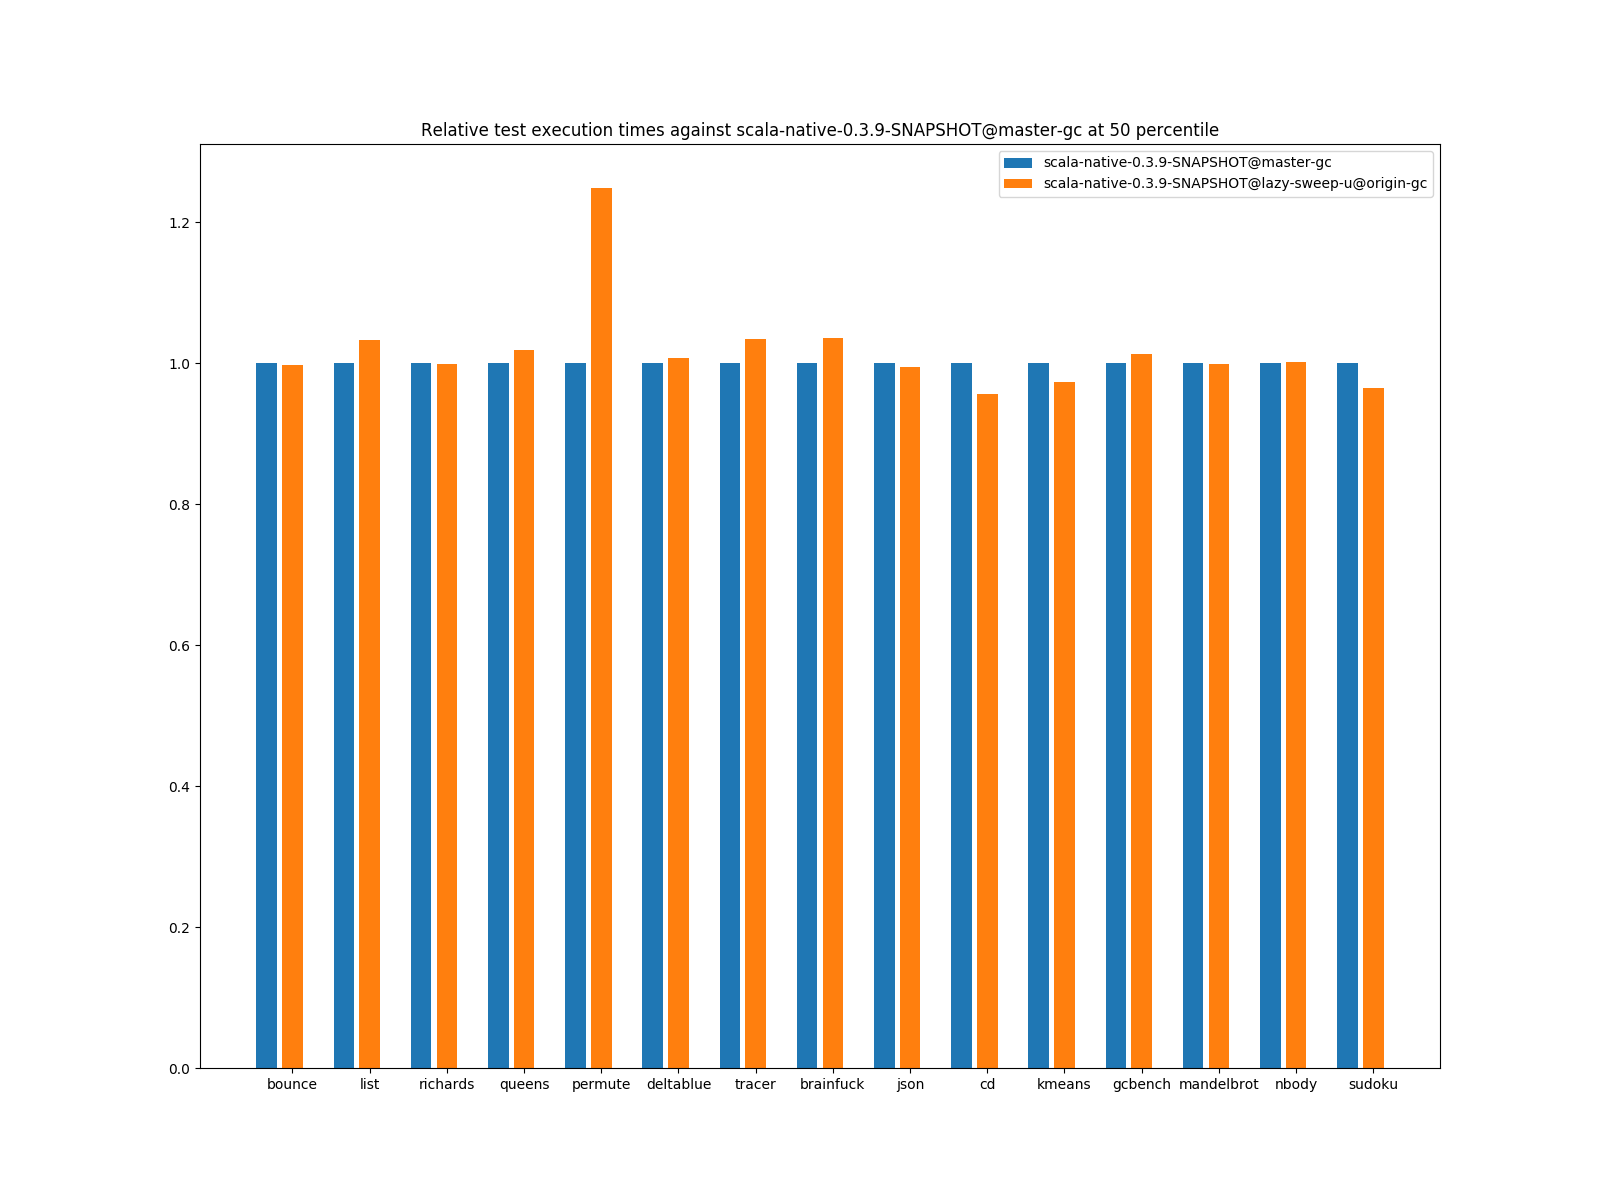 Relative test execution times against scala-native-0.3.9-SNAPSHOT@master-gc at 50 percentile
scala-native-0.3.9-SNAPSHOT@master-gc
scala-native-0.3.9-SNAPSHOT@lazy-sweep-u@origin-gc
1.2
1.0
0.8
0.6
0.4
0.2
0.0
bounce list richards queens permute deltablue tracer brainfuck json cd kmeans gcbench mandelbrot nbody sudoku